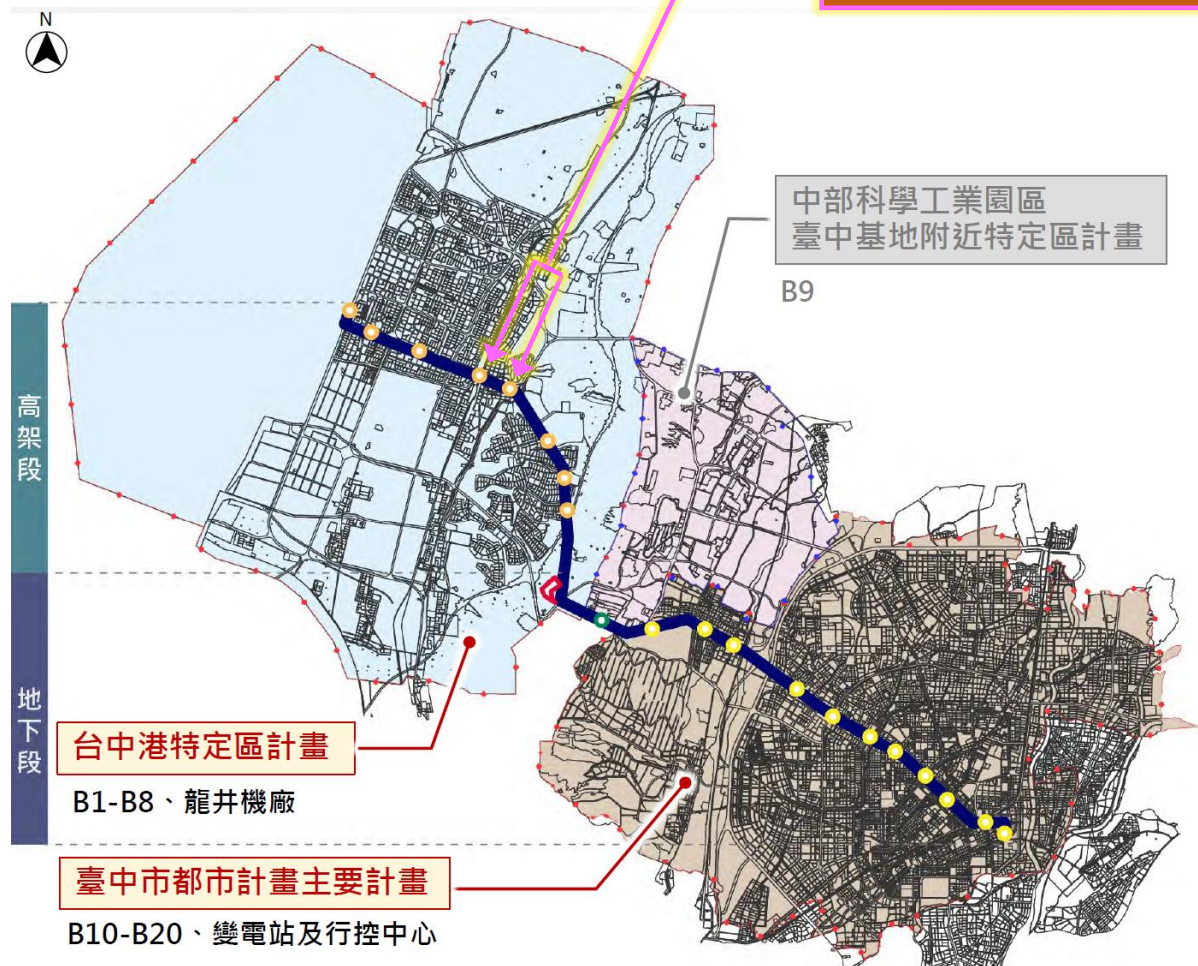 N
中部科學工業園區
臺中基地附近特定區計畫
B9
高架段
地下段
台中港特定區計畫
B1-B8、龍井機廠
臺中市都市計畫主要計畫
B10-B20、變電站及行控中心